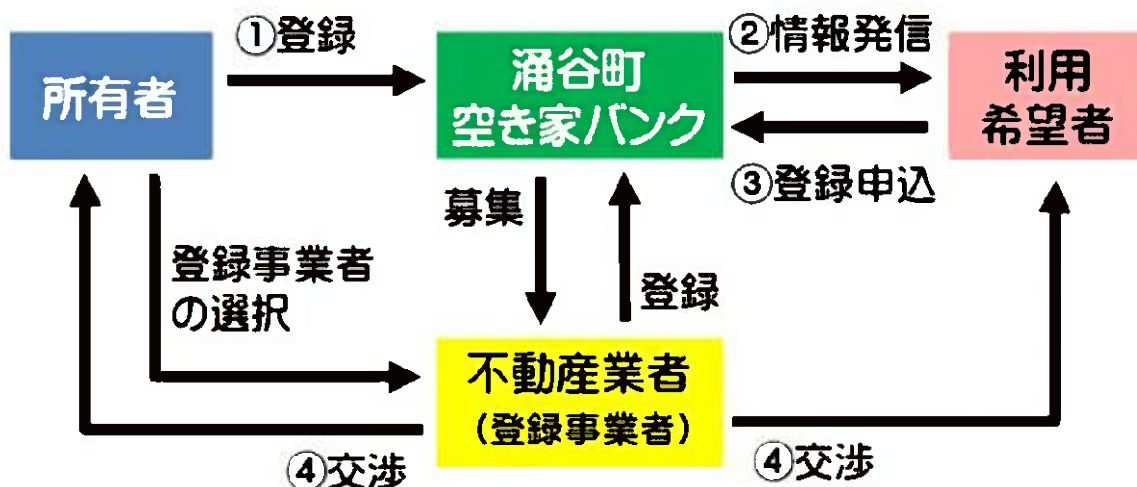 ①登録
②情報発信
所有者
涌谷町
空き家バンク
利用
希望者
③登録申込
募集
登録事業者
の選択
登録
不動産業者
（登録事業者）
④交渉
④交渉